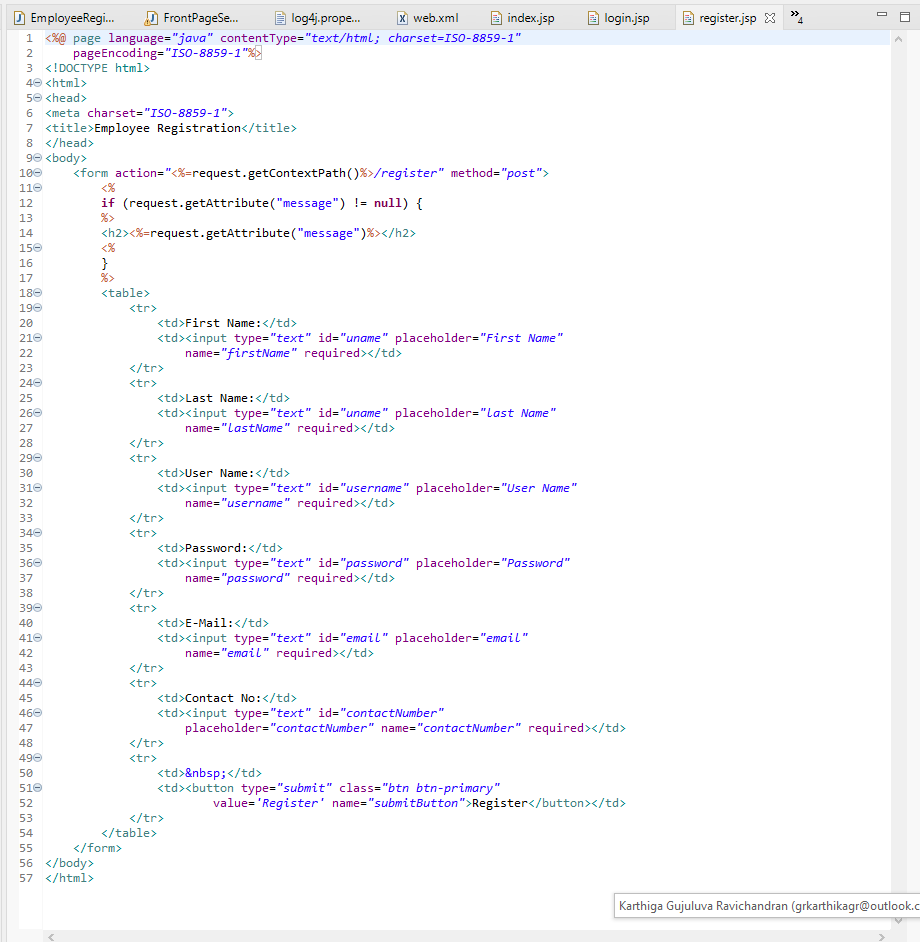 EmployeeRegi... FrontPageSe... log4j.prope... web.xml index.jsp login.jsp register.jsp »4
1 <%@ page language="java" contentType="text/html; charset=ISO-8859-1"
2     pageEncoding="ISO-8859-1"%>
3 <!DOCTYPE html>
4 <html>
5 <head>
6 <meta charset="ISO-8859-1">
7 <title>Employee Registration</title>
8 </head>
9 <body>
10     <form action="<%=request.getContextPath()%>/register" method="post">
11         <%
12         if (request.getAttribute("message") != null) {
13         %>
14         <h2><%=request.getAttribute("message")%></h2>
15         <%
16         }
17         %>
18         <table>
19             <tr>
20                 <td>First Name:</td>
21                 <td><input type="text" id="uname" placeholder="First Name"
22                     name="firstName" required></td>
23             </tr>
24             <tr>
25                 <td>Last Name:</td>
26                 <td><input type="text" id="uname" placeholder="last Name"
27                     name="lastName" required></td>
28             </tr>
29             <tr>
30                 <td>User Name:</td>
31                 <td><input type="text" id="username" placeholder="User Name"
32                     name="username" required></td>
33             </tr>
34             <tr>
35                 <td>Password:</td>
36                 <td><input type="text" id="password" placeholder="Password"
37                     name="password" required></td>
38             </tr>
39             <tr>
40                 <td>E-Mail:</td>
41                 <td><input type="text" id="email" placeholder="email"
42                     name="email" required></td>
43             </tr>
44             <tr>
45                 <td>Contact No:</td>
46                 <td><input type="text" id="contactNumber"
47                     placeholder="contactNumber" name="contactNumber" required></td>
48             </tr>
49             <tr>
50                 <td>&nbsp;</td>
51                 <td><button type="submit" class="btn btn-primary"
52                         value='Register' name="submitButton">Register</button></td>
53             </tr>
54         </table>
55     </form>
56 </body>
57 </html>
Karthiga Gujuluva Ravichandran (grkarthikagr@outlook.c